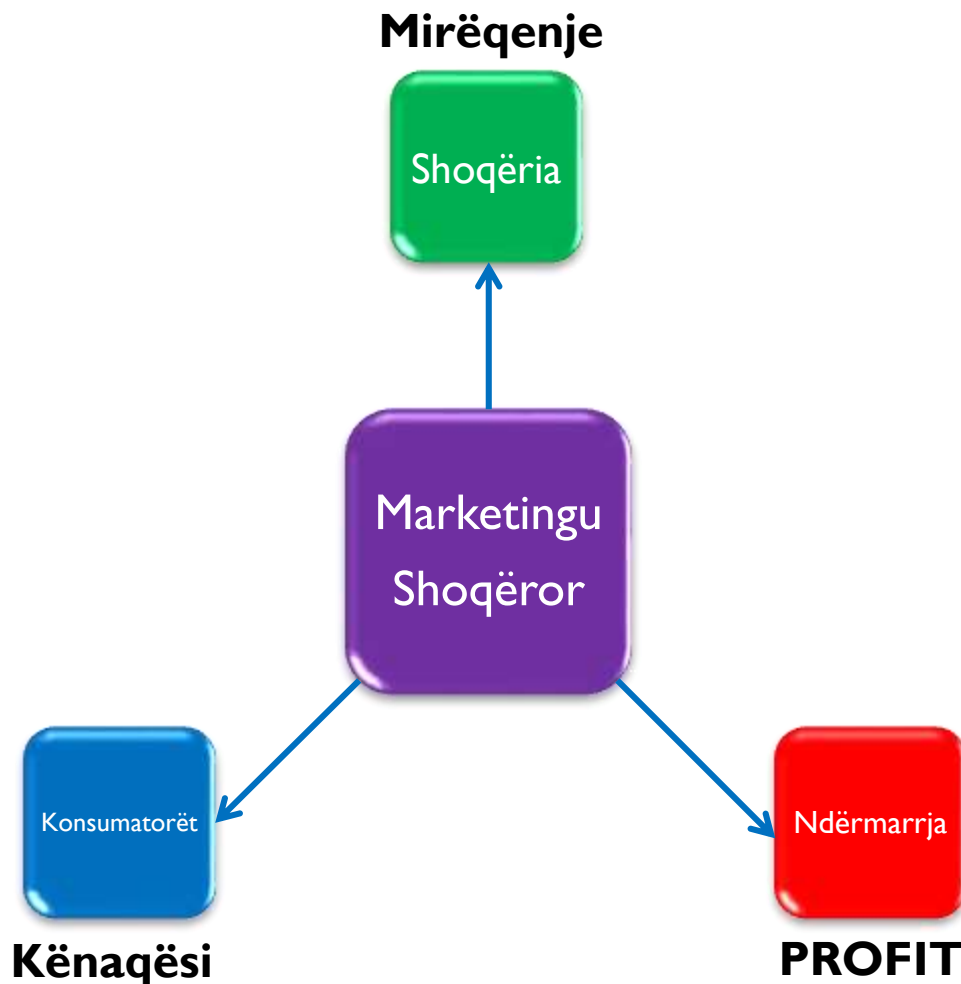 Mirëqenje
Shoqëria
Marketingu
Shoqëror
Konsumatorët
Ndërmarrja
Kënaqësi
PROFIT